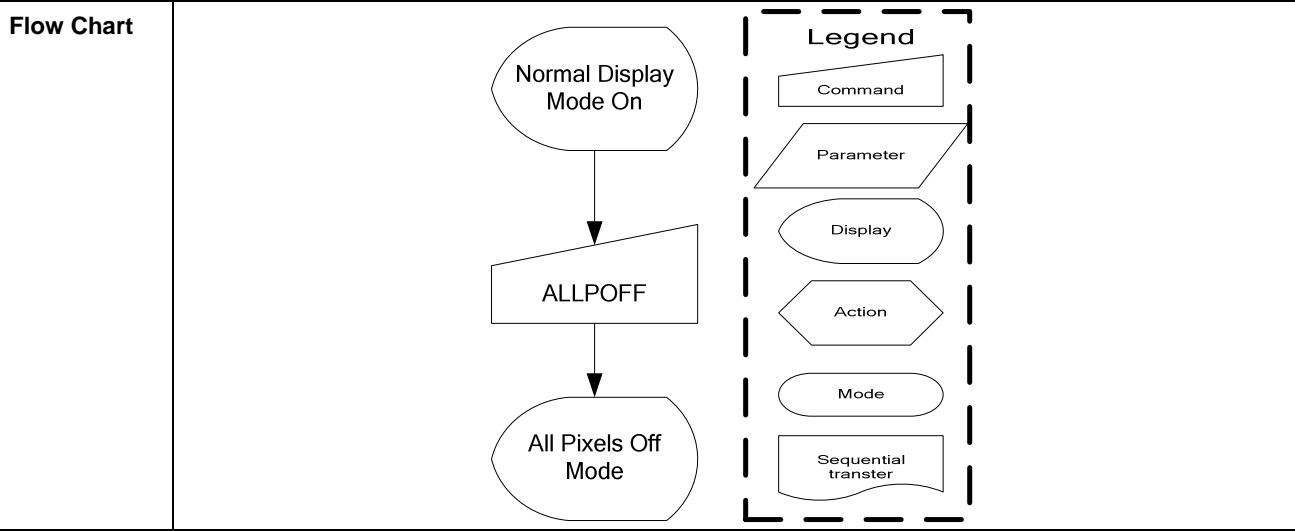 Flow Chart
Normal Display
Mode On
ALLPOFF
All Pixels Off
Mode
Legend
Command
Parameter
Display
Action
Mode
Sequential
transter